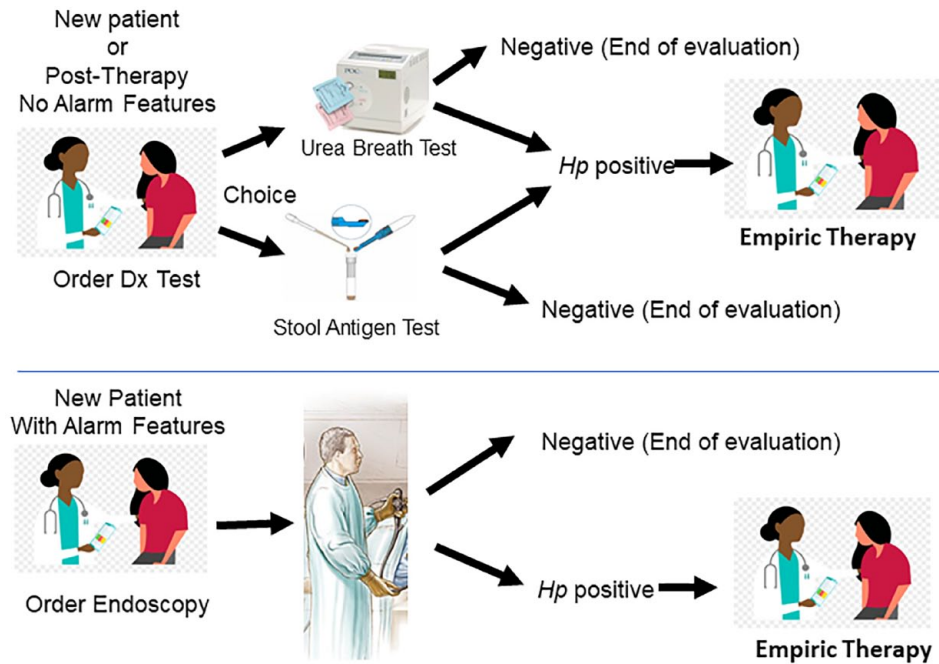 New patient
or
Post-Therapy
No Alarm Features
Order Dx Test
Choice
POC
Urea Breath Test
Stool Antigen Test
Negative (End of evaluation)
Hp positive
Empiric Therapy
Negative (End of evaluation)
New Patient
With Alarm Features
Order Endoscopy
Negative (End of evaluation)
Hp positive
Empiric Therapy